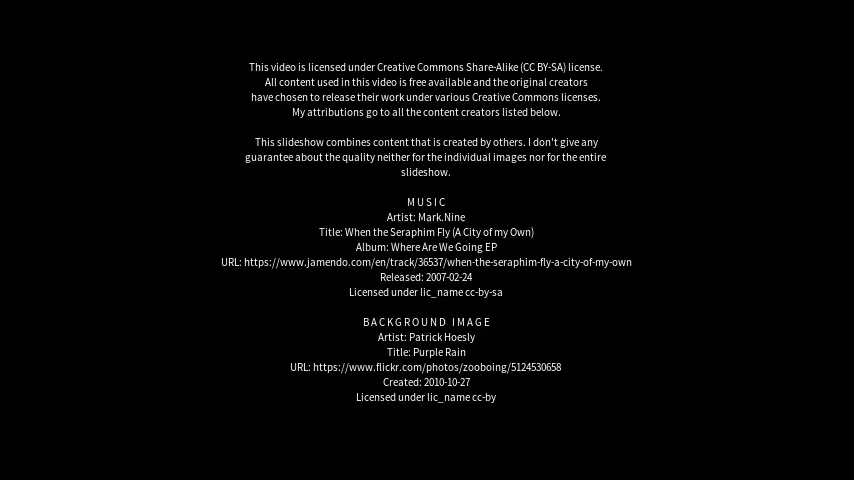 This video is licensed under Creative Commons Share-Alike (CC BY-SA) license.
All content used in this video is free available and the original creators
have chosen to release their work under various Creative Commons licenses.
My attributions go to all the content creators listed below.
This slideshow combines content that is created by others. I don't give any
guarantee about the quality neither for the individual images nor for the entire
slideshow.
MUSIC
Artist: Mark.Nine
Title: When the Seraphim Fly (A City of my Own)
Album: Where Are We Going EP
URL: https://www.jamendo.com/en/track/36537/when-the-seraphim-fly-a-city-of-my-own
Released: 2007-02-24
Licensed under lic_name cc-by-sa
BACKGROUND IMAGE
Artist: Patrick Hoesly
Title: Purple Rain
URL: https://www.flickr.com/photos/zooboing/5124530658
Created: 2010-10-27
Licensed under lic_name cc-by